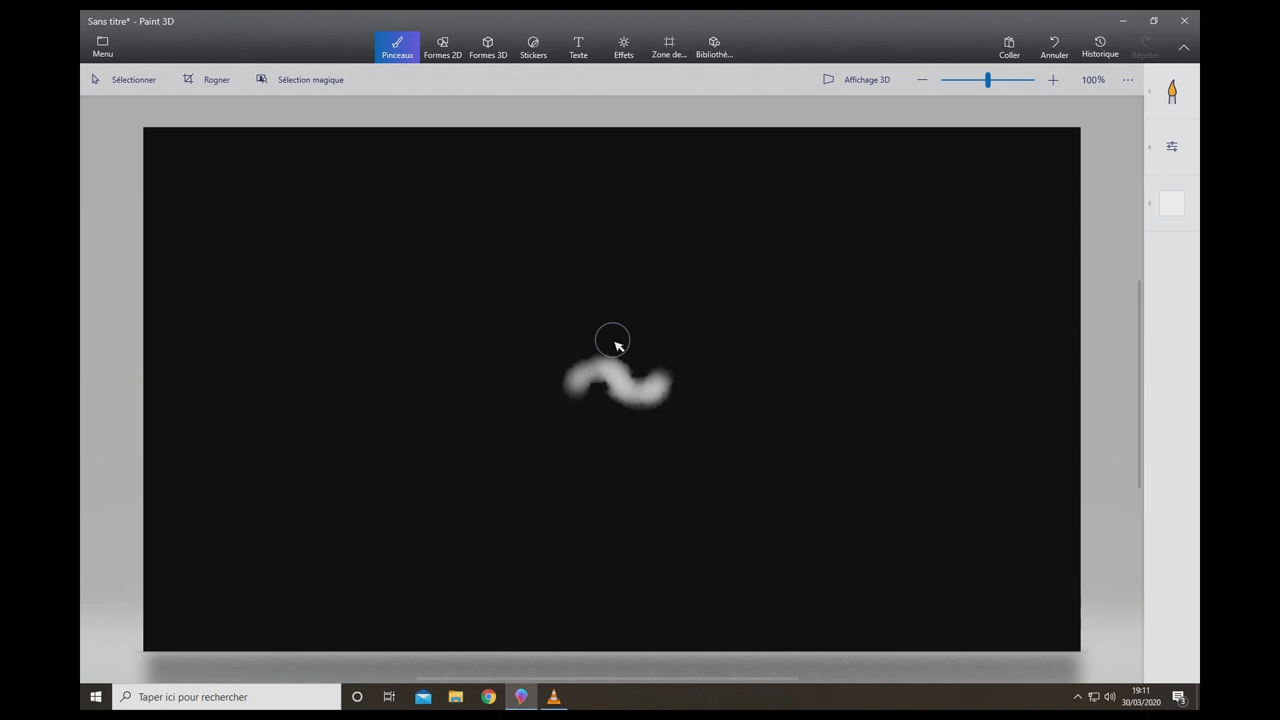 Sans titre* - Paint 3D
Menu
Pinceaux
Formes 2D
Formes 3D
Stickers
Texte
Effets
Zone de...
Bibliothè...
Coller
Annuler
Historique
Répéter
Sélectionner
Rogner
Sélection magique
Affichage 3D
100%
Taper ici pour rechercher
19:11
30/03/2020
3